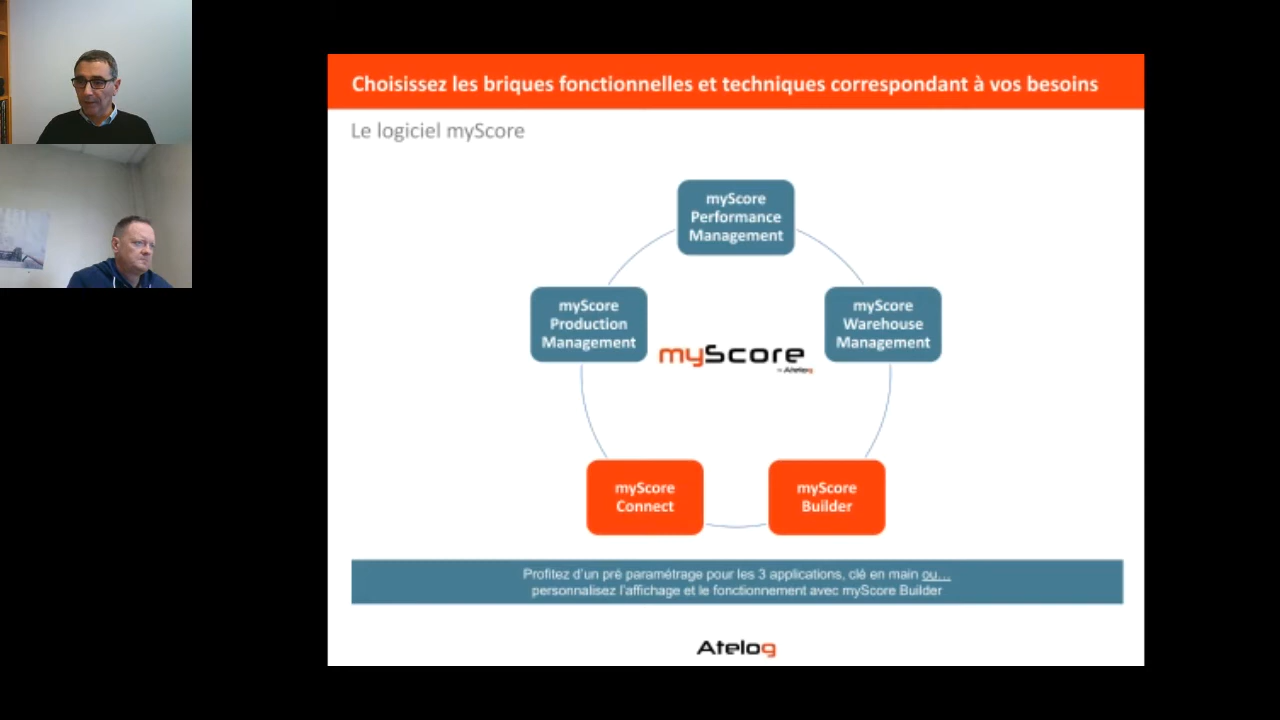 Choisissez les briques fonctionnelles et techniques correspondant à vos besoins
Le logiciel myScore
myScore
Performance
Management
myScore
Production
Management
myScore
Warehouse
Management
myScore
by Atelog
myScore
Connect
myScore
Builder
Profitez d'un pré paramétrage pour les 3 applications, clé en main ou…
personnalisez l'affichage et le fonctionnement avec myScore Builder
Atelog